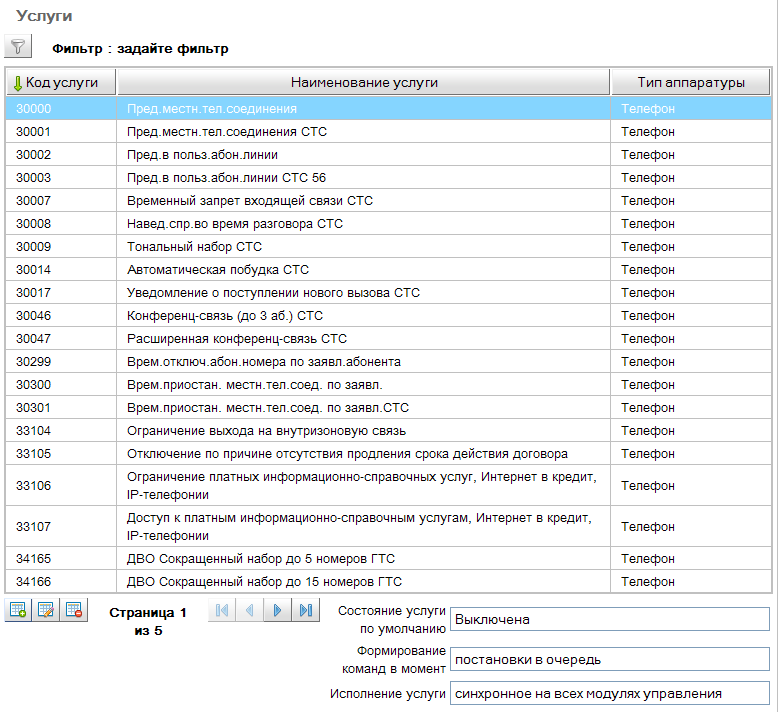 Услуги
Фильтр : задайте фильтр
Код услуги Наименование услуги Тип аппаратуры
30000 Пред.местн.тел.соединения Телефон
30001 Пред.местн.тел.соединения СТС Телефон
30002 Пред.в польз.абон.линии Телефон
30003 Пред.в польз.абон.линии СТС 56 Телефон
30007 Временный запрет входящей связи СТС Телефон
30008 Навед.спр.во время разговора СТС Телефон
30009 Тональный набор СТС Телефон
30014 Автоматическая побудка СТС Телефон
30017 Уведомление о поступлении нового вызова СТС Телефон
30046 Конференц-связь (до 3 аб.) СТС Телефон
30047 Расширенная конференц-связь СТС Телефон
30299 Врем.отключ.абон.номера по заявл.абонента Телефон
30300 Врем.приостан. местн.тел.соед. по заявл. Телефон
30301 Врем.приостан. местн.тел.соед. по заявл.СТС Телефон
33104 Ограничение выхода на внутризоновую связь Телефон
33105 Отключение по причине отсутствия продления срока действия договора Телефон
33106 Ограничение платных информационно-справочных услуг, Интернет в кредит, Телефон
IP-телефонии
33107 Доступ к платным информационно-справочным услугам, Интернет в кредит, Телефон
IP-телефонии
34165 ДВО Сокращенный набор до 5 номеров ГТС Телефон
34166 ДВО Сокращенный набор до 15 номеров ГТС Телефон
Страница 1
из 5
Состояние услуги
по умолчанию Выключена
Формирование
команд в момент постановки в очередь
Исполнение услуги синхронное на всех модулях управления